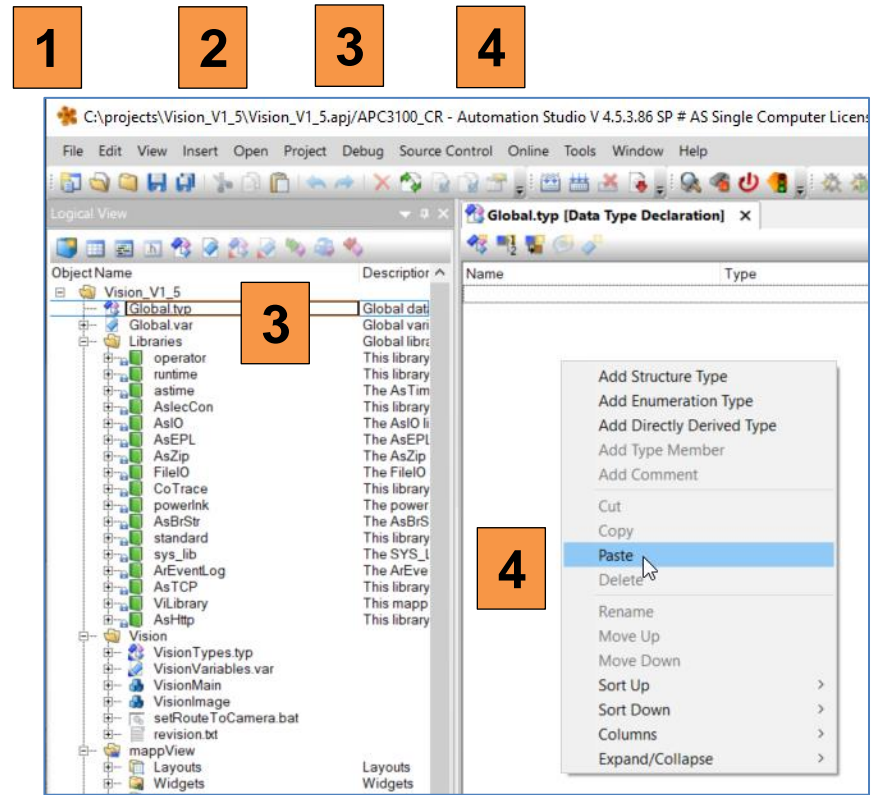 1 2 3 4
C:\projects\Vision_V1_5\Vision_V1_5.apj/APC3100_CR - Automation Studio V 4.5.3.86 SP # AS Single Computer Licens
File Edit View Insert Open Project Debug Source Control Online Tools Window Help
Logical View
Global.typ [Data Type Declaration]
Object Name Description
Name Type
Vision_V1_5
Global.typ Global dat
Global.var Global vari
3
Libraries Global libra
operator This library
runtime This library
astime The AsTim
AsIecCon This library
AsIO The AsIO li
AsEPL The AsEPL
AsZip The AsZip
FileIO The FileIO
CoTrace This library
powerlnk The power
AsBrStr The AsBrS
standard This library
sys_lib The SYS_L
ArEventLog The ArEve
AsTCP This library
ViLibrary This mapp
AsHttp This library
Vision
VisionTypes.typ
VisionVariables.var
VisionMain
VisionImage
setRouteToCamera.bat
revision.txt
mappView
Layouts Layouts
Widgets Widgets
4
Add Structure Type
Add Enumeration Type
Add Directly Derived Type
Add Type Member
Add Comment
Cut
Copy
Paste
Delete
Rename
Move Up
Move Down
Sort Up
Sort Down
Columns
Expand/Collapse